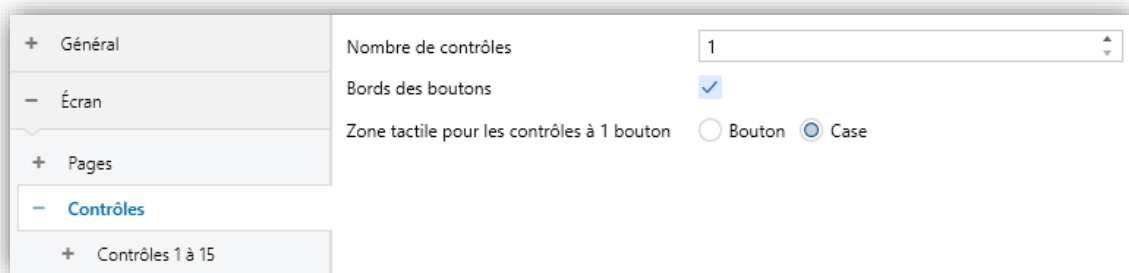 + Général
− Écran
+ Pages
− Contrôles
+ Contrôles 1 à 15
Nombre de contrôles 1
Bords des boutons
Zone tactile pour les contrôles à 1 bouton Bouton Case